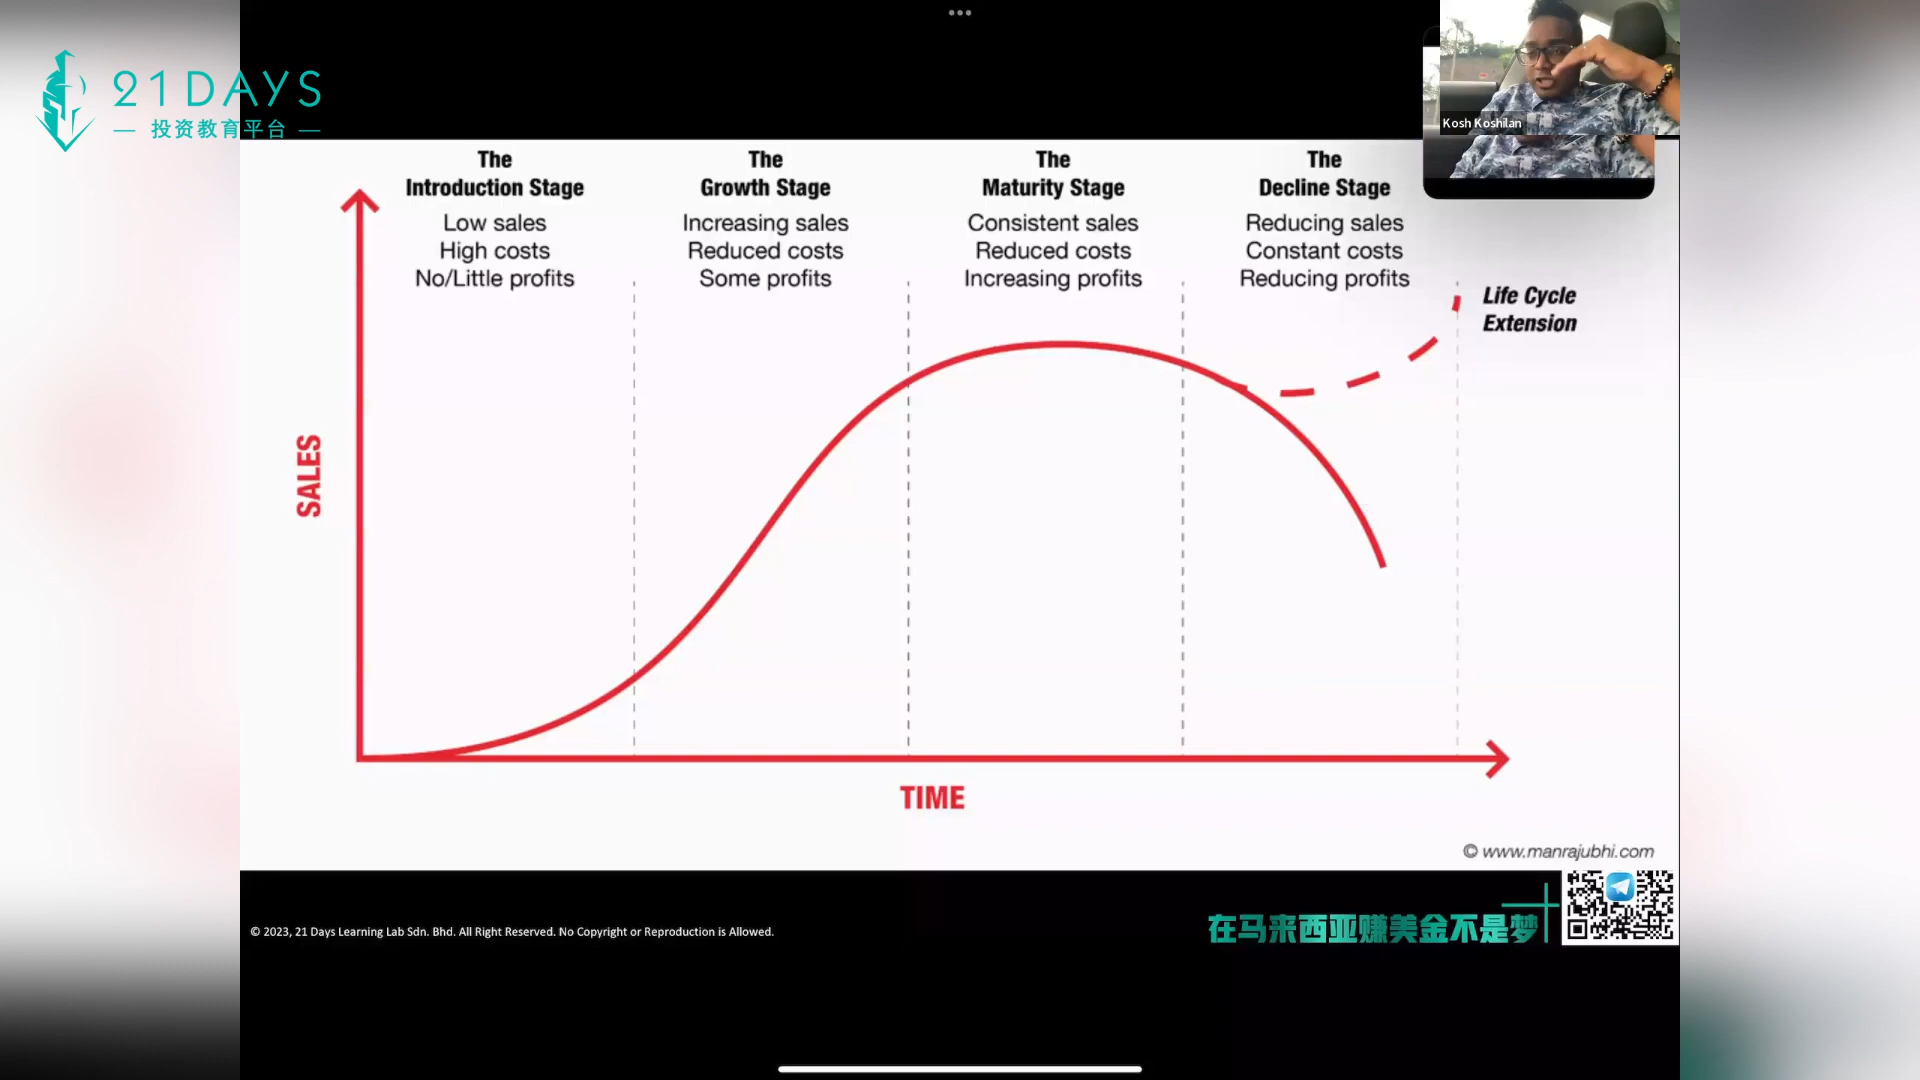 21DAYS
— 投资教育平台 —
Kosh Koshilan
The
Introduction Stage
Low sales
High costs
No/Little profits
The
Growth Stage
Increasing sales
Reduced costs
Some profits
The
Maturity Stage
Consistent sales
Reduced costs
Increasing profits
The
Decline Stage
Reducing sales
Constant costs
Reducing profits
Life Cycle
Extension
SALES
TIME
© www.manrajubhi.com
© 2023, 21 Days Learning Lab Sdn. Bhd. All Right Reserved. No Copyright or Reproduction is Allowed.
在马来西亚赚美金不是梦